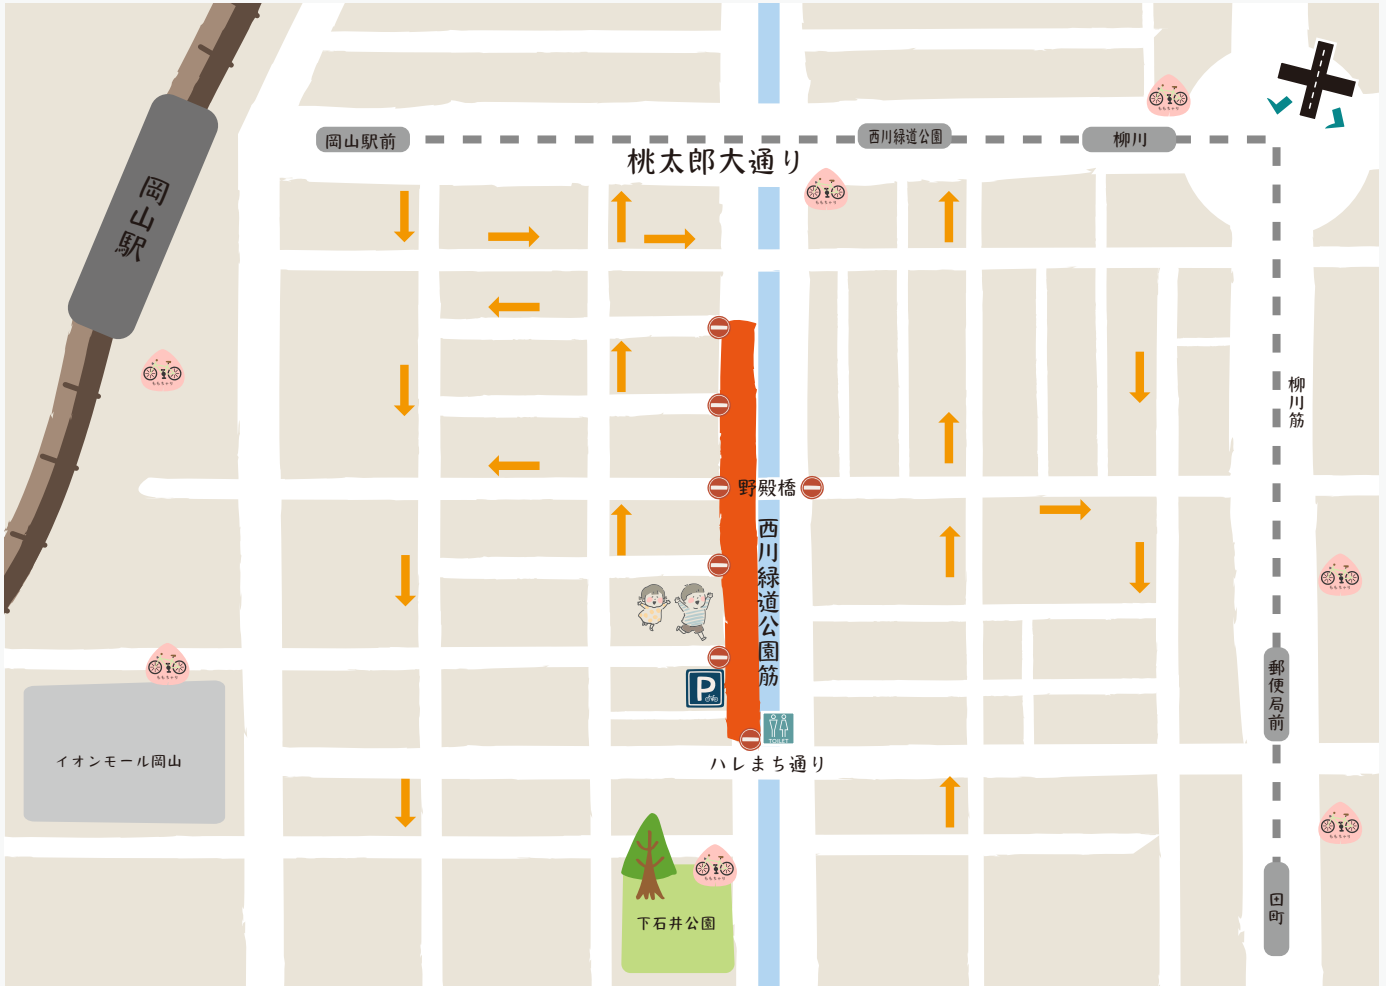 岡山駅前
西川緑道公園
柳川
桃太郎大通り
岡山駅
柳川筋
野殿橋
西川緑道公園筋
郵便局前
P
TOILET
イオンモール岡山
ハレまち通り
下石井公園
田町